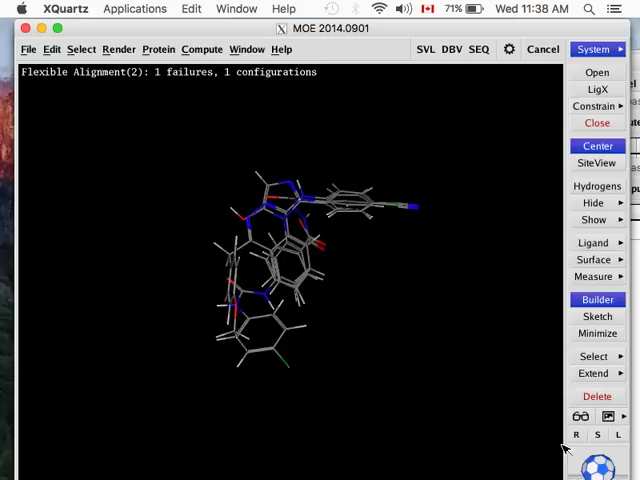 XQuartz Applications Edit Window Help 71% Wed 11:38 AM
MOE 2014.0901
File Edit Select Render Protein Compute Window Help SVL DBV SEQ Cancel System
Flexible Alignment(2): 1 failures, 1 configurations
Open
LigX
Constrain
Close
Center
SiteView
Hydrogens
Hide
Show
Ligand
Surface
Measure
Builder
Sketch
Minimize
Select
Extend
Delete
R S L